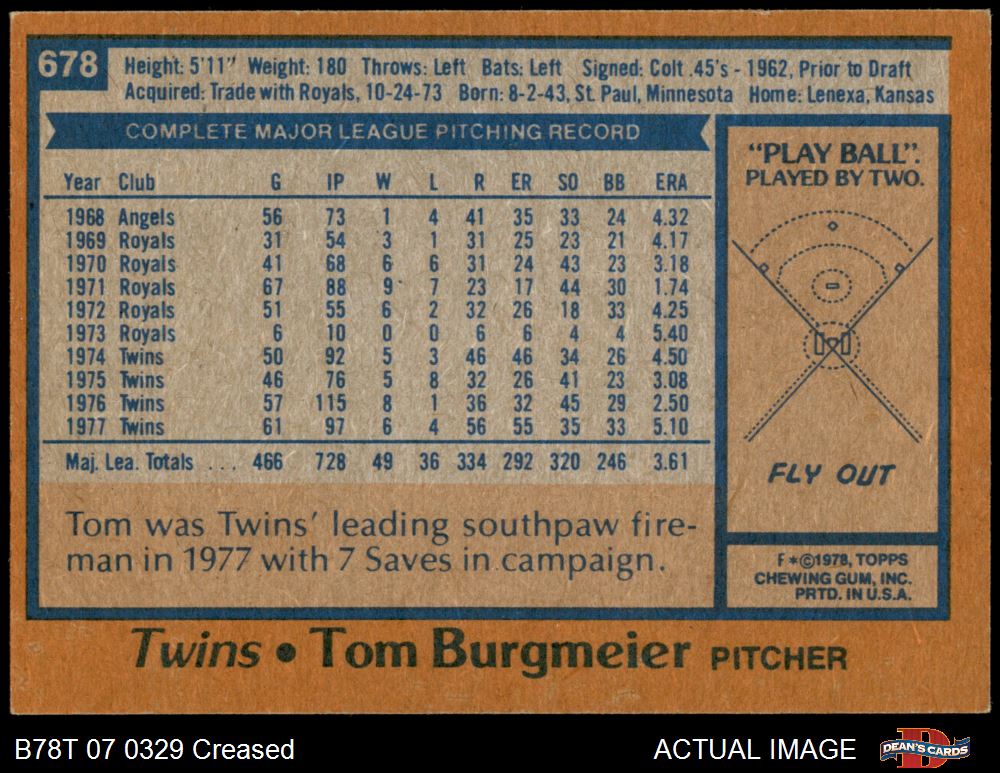 678
Height: 5'11" Weight: 180 Throws: Left Bats: Left Signed: Colt .45's - 1962, Prior to Draft
Acquired: Trade with Royals, 10-24-73 Born: 8-2-43, St. Paul, Minnesota Home: Lenexa, Kansas
COMPLETE MAJOR LEAGUE PITCHING RECORD
Year Club G IP W L R ER SO BB ERA
1968 Angels 56 73 1 4 41 35 33 24 4.32
1969 Royals 31 54 3 1 31 25 23 21 4.17
1970 Royals 41 68 6 6 31 24 43 23 3.18
1971 Royals 67 88 9 7 23 17 44 30 1.74
1972 Royals 51 55 6 2 32 26 18 33 4.25
1973 Royals 6 10 0 0 6 6 4 4 5.40
1974 Twins 50 92 5 3 46 46 34 26 4.50
1975 Twins 46 76 5 8 32 26 41 23 3.08
1976 Twins 57 115 8 1 36 32 45 29 2.50
1977 Twins 61 97 6 4 56 55 35 33 5.10
Maj. Lea. Totals ... 466 728 49 36 334 292 320 246 3.61
Tom was Twins' leading southpaw fire-
man in 1977 with 7 Saves in campaign.
"PLAY BALL".
PLAYED BY TWO.
FLY OUT
F*©1978, TOPPS
CHEWING GUM, INC.
PRTD. IN U.S.A.
Twins • Tom Burgmeier PITCHER
B78T 07 0329 Creased
ACTUAL IMAGE
DEAN'S CARDS